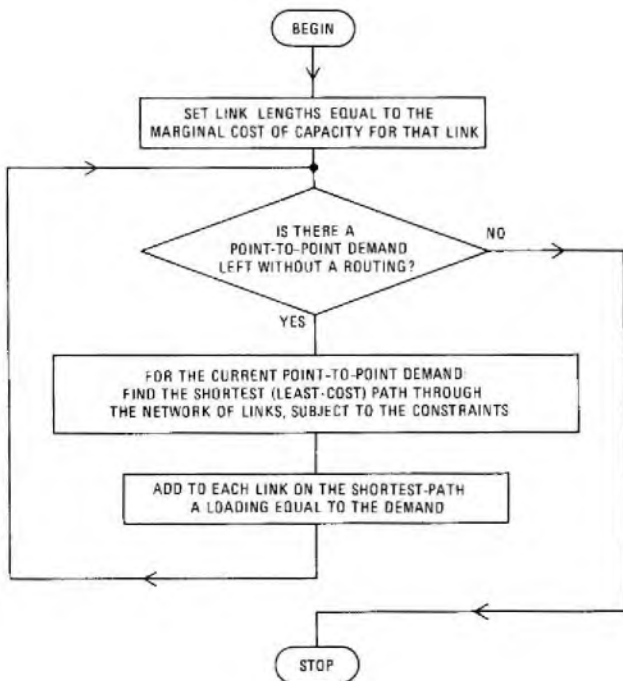 BEGIN
SET LINK LENGTHS EQUAL TO THE
MARGINAL COST OF CAPACITY FOR THAT LINK
IS THERE A
POINT-TO-POINT DEMAND
LEFT WITHOUT A ROUTING?
NO
YES
FOR THE CURRENT POINT-TO-POINT DEMAND
FIND THE SHORTEST (LEAST-COST) PATH THROUGH
THE NETWORK OF LINKS, SUBJECT TO THE CONSTRAINTS
ADD TO EACH LINK ON THE SHORTEST-PATH
A LOADING EQUAL TO THE DEMAND
STOP